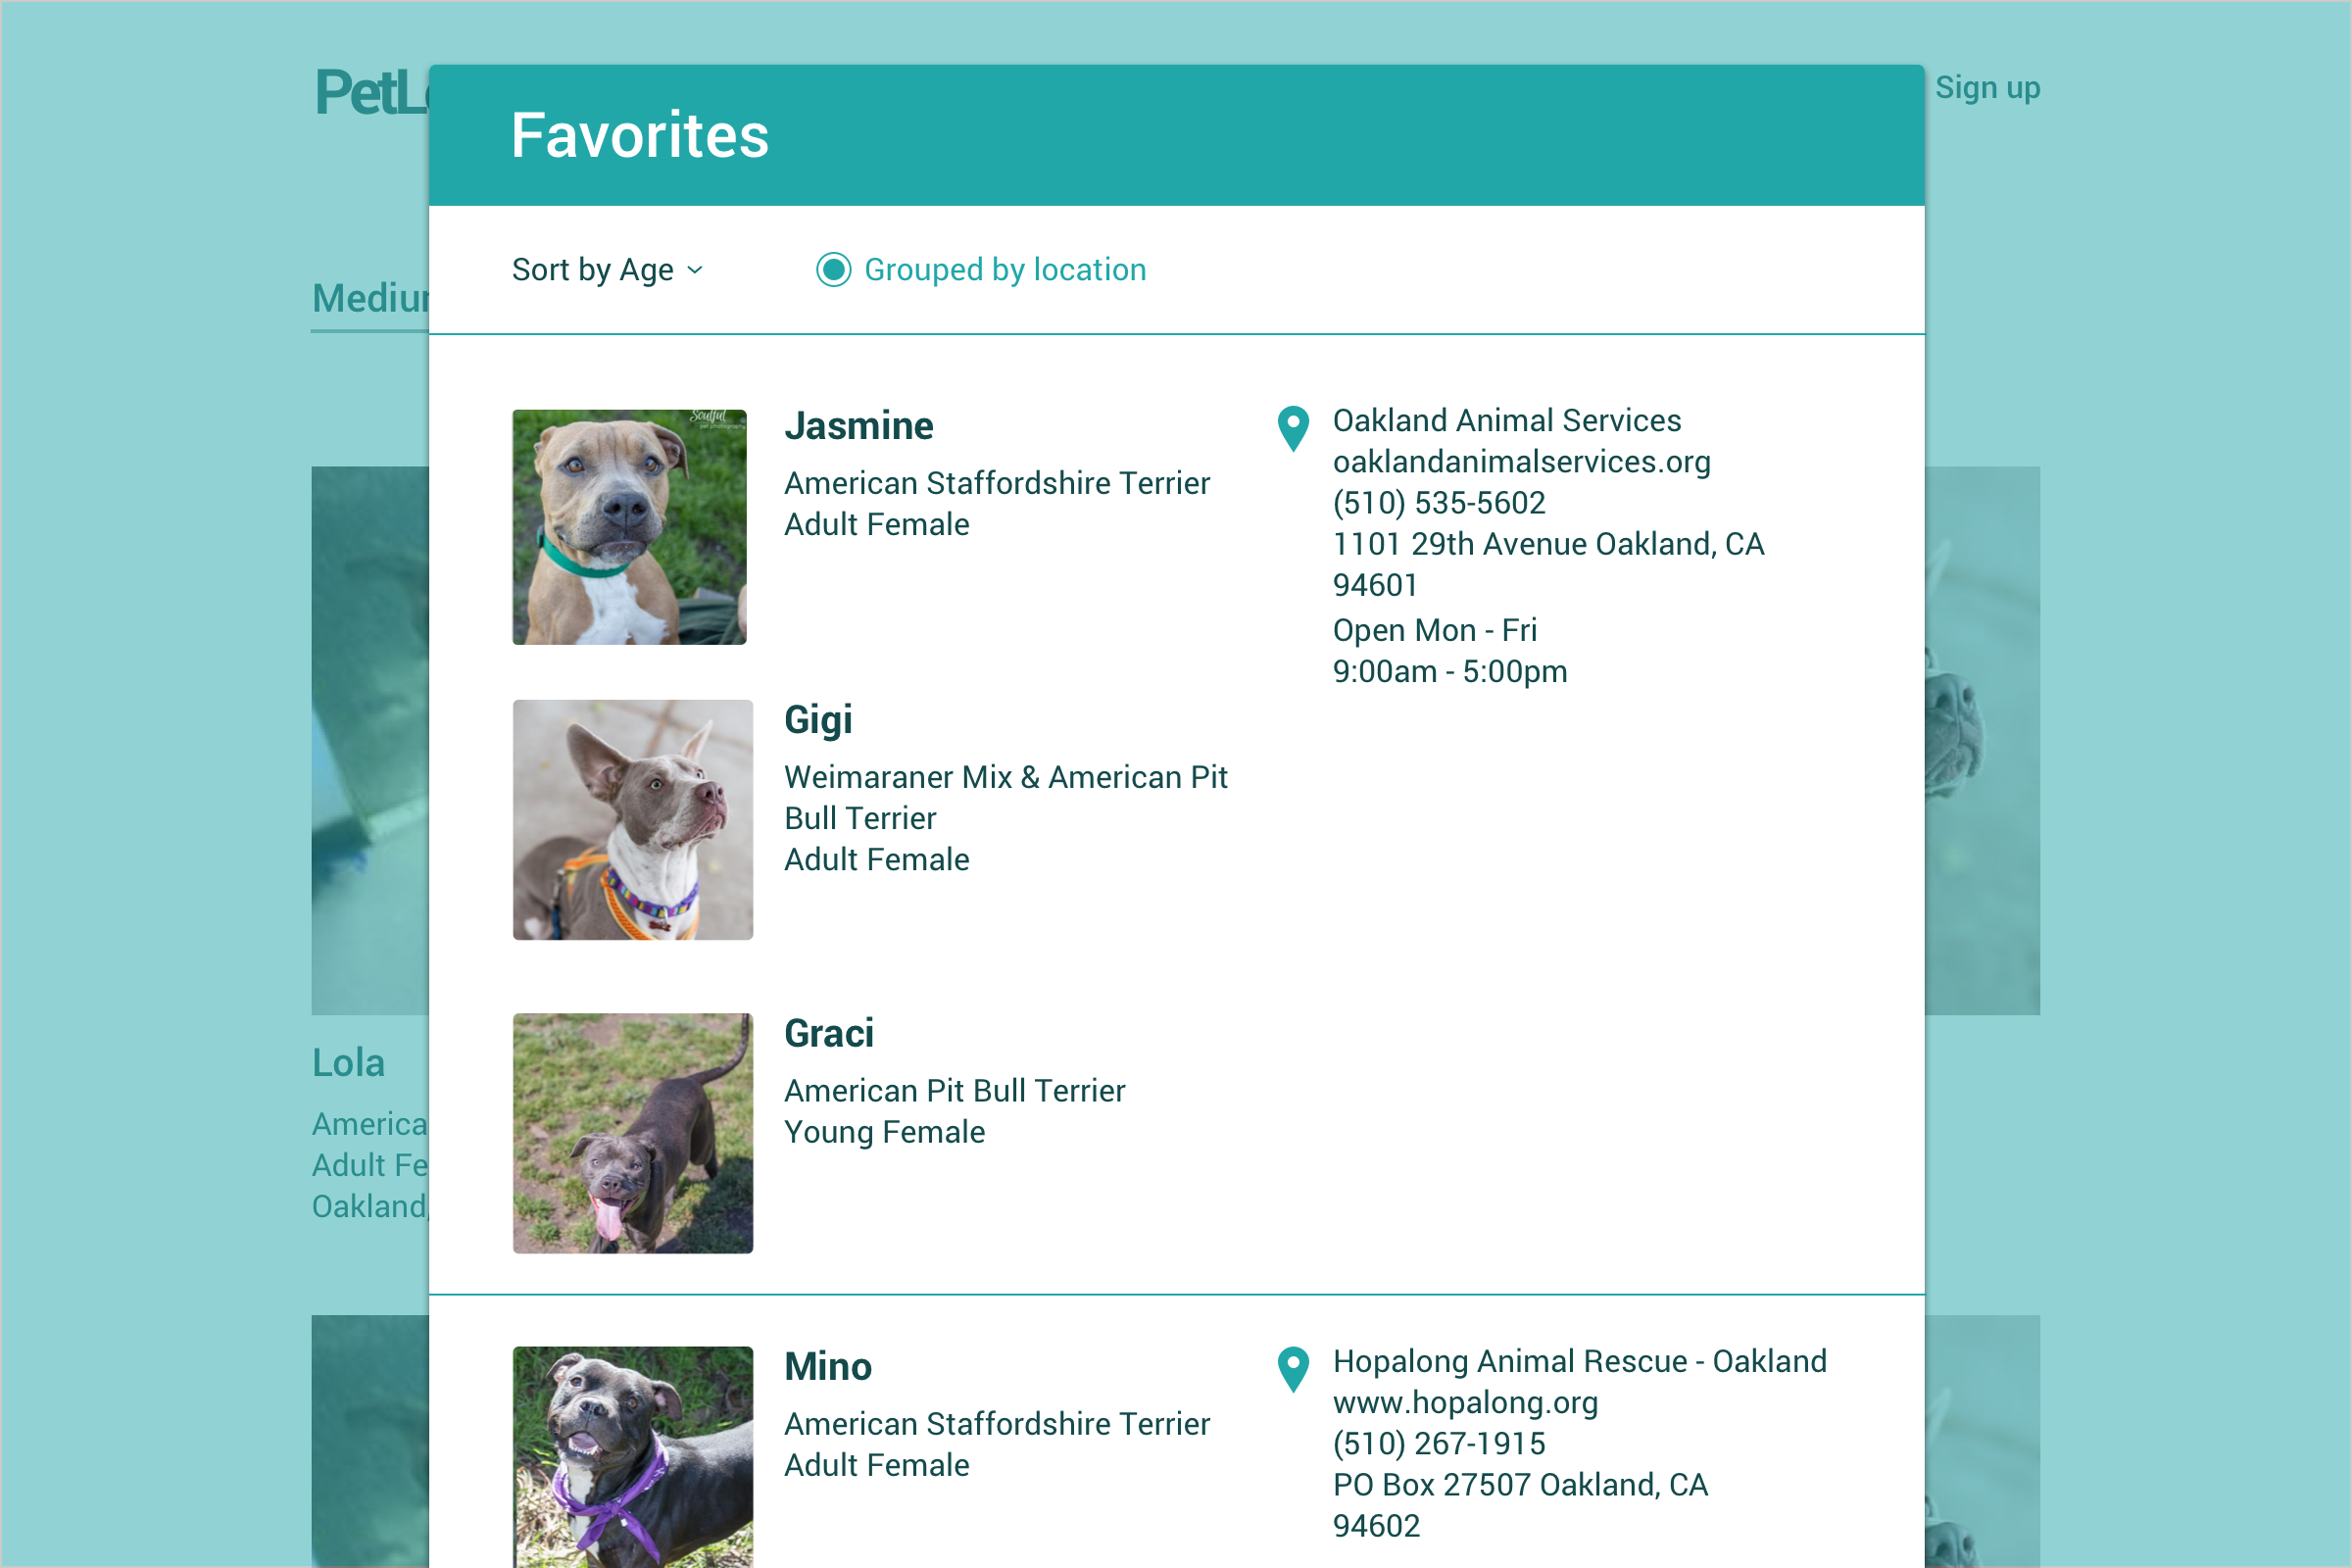 Sign up
Favorites
Sort by Age
Grouped by location
Soulful
pet photography
Jasmine
American Staffordshire Terrier
Adult Female
Oakland Animal Services
oaklandanimalservices.org
(510) 535-5602
1101 29th Avenue Oakland, CA
94601
Open Mon - Fri
9:00am - 5:00pm
Gigi
Weimaraner Mix & American Pit
Bull Terrier
Adult Female
Graci
American Pit Bull Terrier
Young Female
Lola
Adult
Oakland,
Mino
American Staffordshire Terrier
Adult Female
Hopalong Animal Rescue - Oakland
www.hopalong.org
(510) 267-1915
PO Box 27507 Oakland, CA
94602